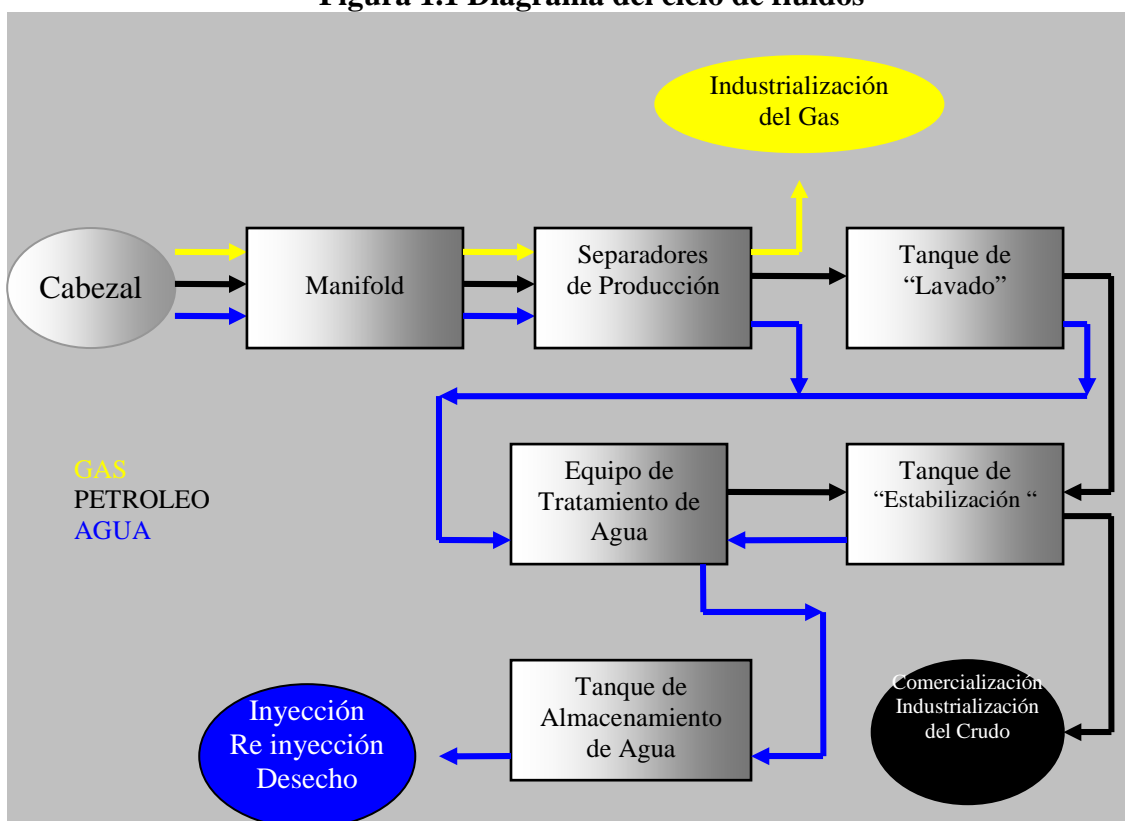 Figura 1.1 Diagrama del ciclo de fluidos
Industrialización
del Gas
Cabezal
Manifold
Separadores
de Producción
Tanque de
“Lavado”
GAS
PETROLEO
AGUA
Equipo de
Tratamiento de
Agua
Tanque de
“Estabilización “
Inyección
Re inyección
Desecho
Tanque de
Almacenamiento
de Agua
Comercialización
Industrialización
del Crudo